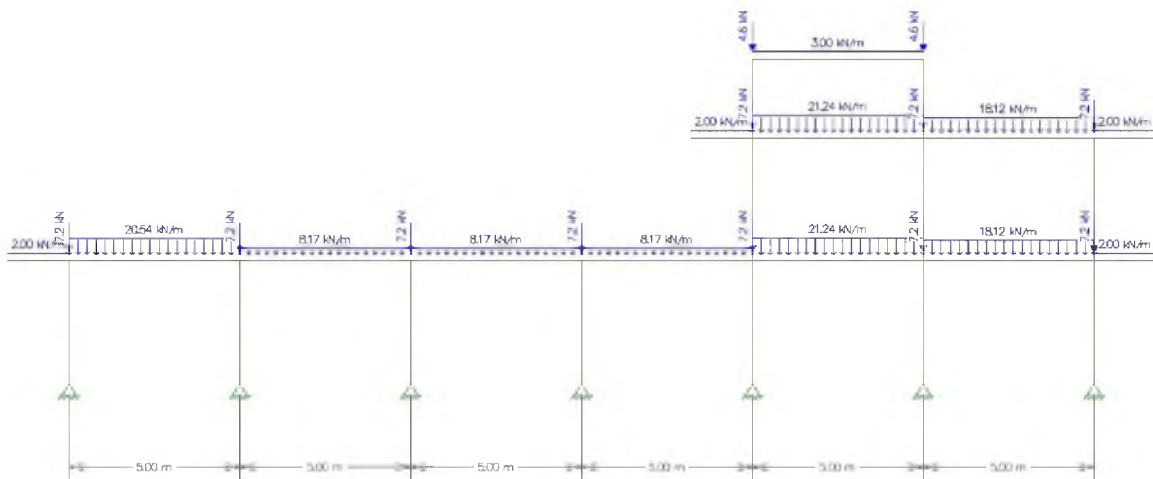 4.6 kN
4.6 kN
3.00 kN/m
7.2 kN
7.2 kN
7.2 kN
2.00 kN/m
21.24 kN/m
18.12 kN/m
2.00 kN/m
7.2 kN
7.2 kN
7.2 kN
7.2 kN
7.2 kN
7.2 kN
2.00 kN
20.54 kN/m
8.17 kN/m
8.17 kN/m
8.17 kN/m
21.24 kN/m
18.12 kN/m
2.00 kN/m
5.00 m
5.00 m
5.00 m
5.00 m
5.00 m
5.00 m